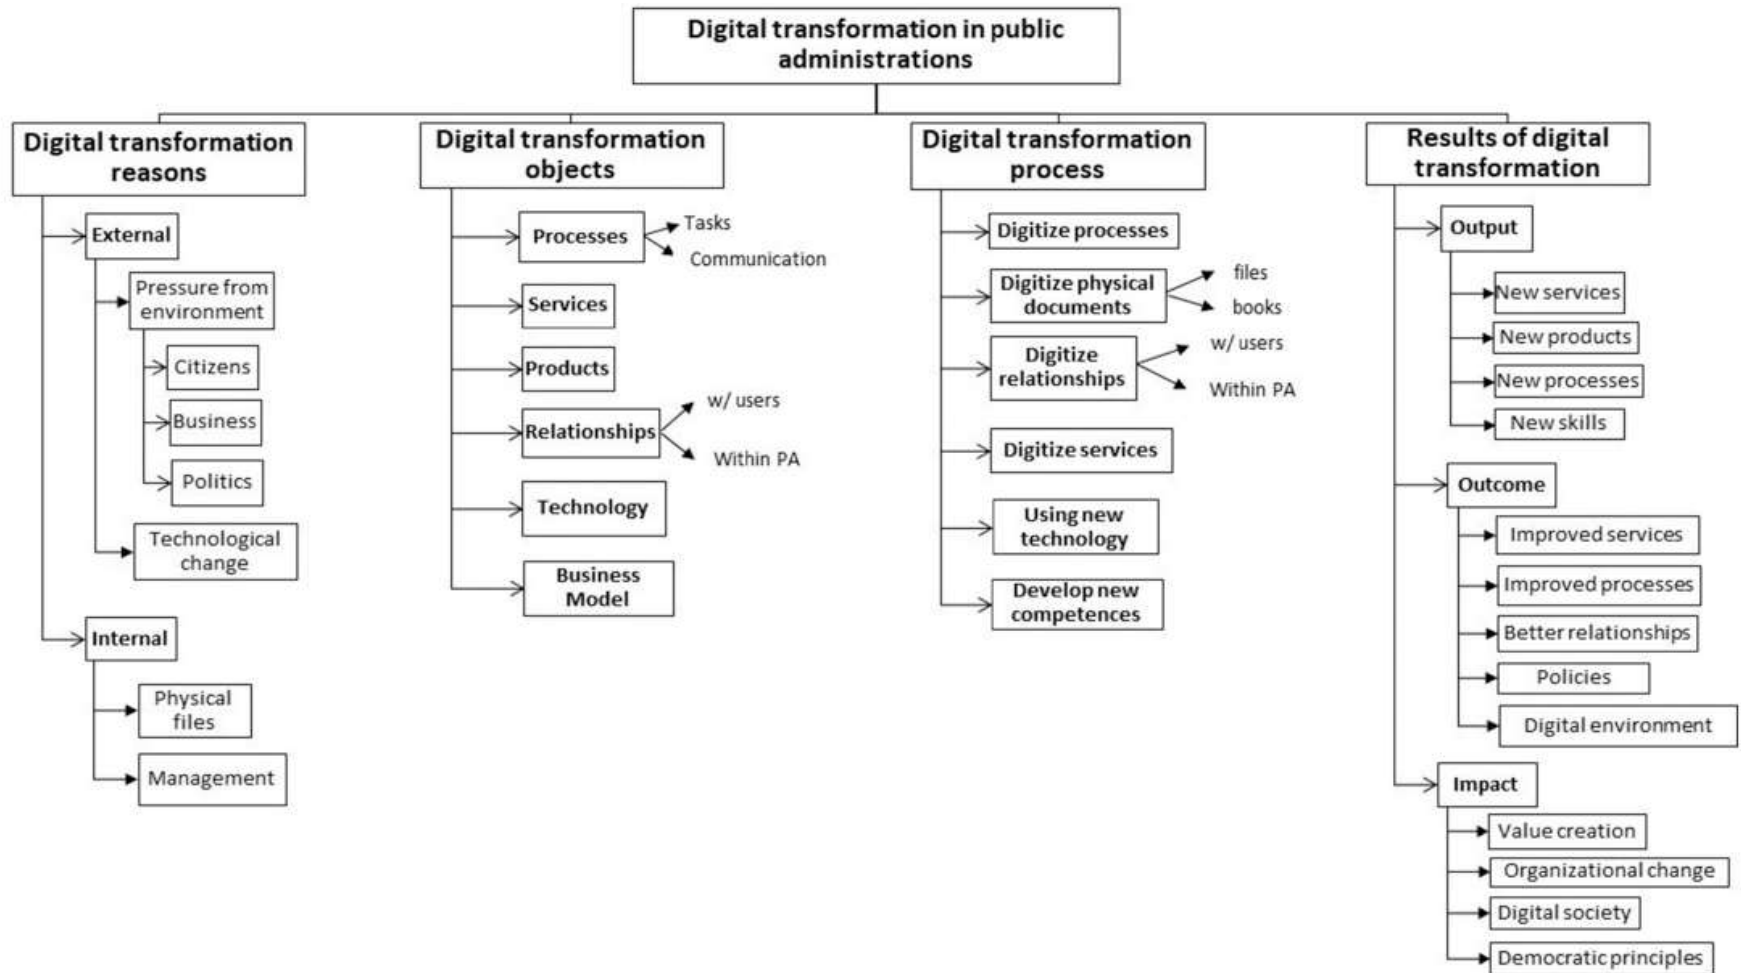 Digital transformation in public
administrations
Digital transformation
reasons
External
Pressure from
environment
Citizens
Business
Politics
Technological
change
Internal
Physical
files
Management
Digital transformation
objects
Processes
Tasks
Communication
Services
Products
Relationships
w/ users
Within PA
Technology
Business
Model
Digital transformation
process
Digitize processes
Digitize physical
documents
files
books
Digitize
relationships
w/ users
Within PA
Digitize services
Using new
technology
Develop new
competences
Results of digital
transformation
Output
New services
New products
New processes
New skills
Outcome
Improved services
Improved processes
Better relationships
Policies
Digital environment
Impact
Value creation
Organizational change
Digital society
Democratic principles